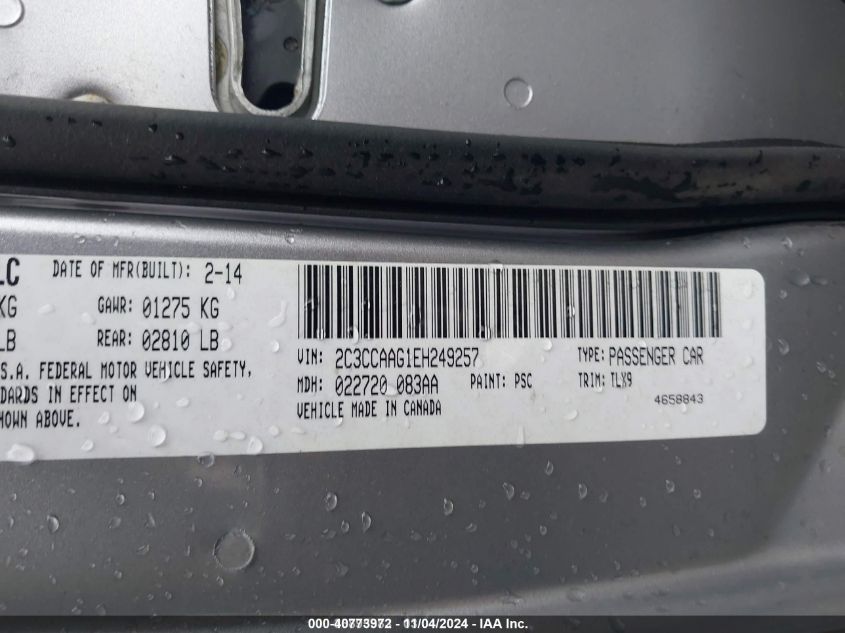 LC DATE OF MFR(BUILT): 2-14
KG GAWR: 01275 KG
LB REAR: 02810 LB
S.A. FEDERAL MOTOR VEHICLE SAFETY,
DARDS IN EFFECT ON
HOWN ABOVE.
VIN: 2C3CCAAG1EH249257 TYPE: PASSENGER CAR
MDH: 022720 083AA PAINT: PSC TRIM: TLX9
VEHICLE MADE IN CANADA 4658843
000-40773972 - 11/04/2024 - IAA Inc.